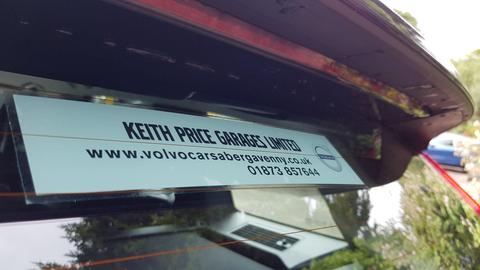 KEITH PRICE GARAGES LIMITED
www.volvocarsabergavenny.co.uk
01873 857644